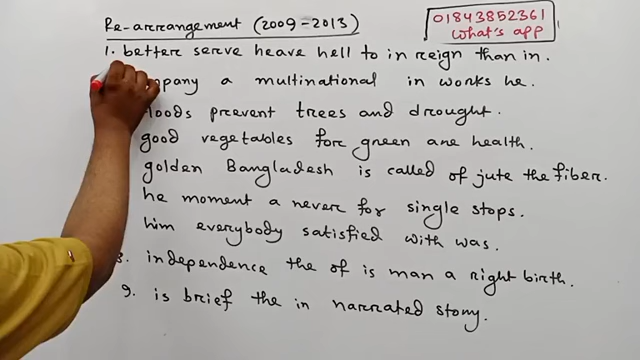 Re-arrangement (2009-2013)
01843852361
What's app
1. better serve heave hell to in reign than in.
a multinational in works he.
prevent trees and drought.
good vegetables for green are health.
golden Bangladesh is called of jute the fiber.
he moment a never for single stops.
him everybody satisfied with was.
independence the of is man a right birth.
9. is brief the in narrated story.